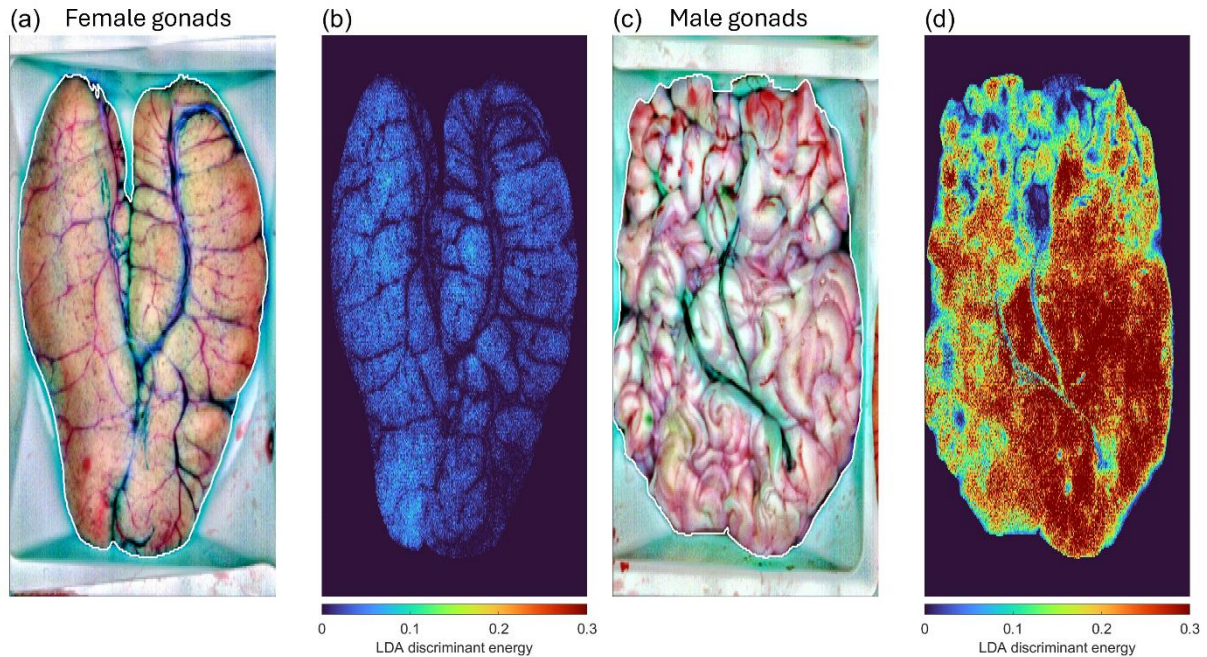 (a) Female gonads
(b)
(c) Male gonads
(d)
0 0.1 0.2 0.3
LDA discriminant energy
0 0.1 0.2 0.3
LDA discriminant energy